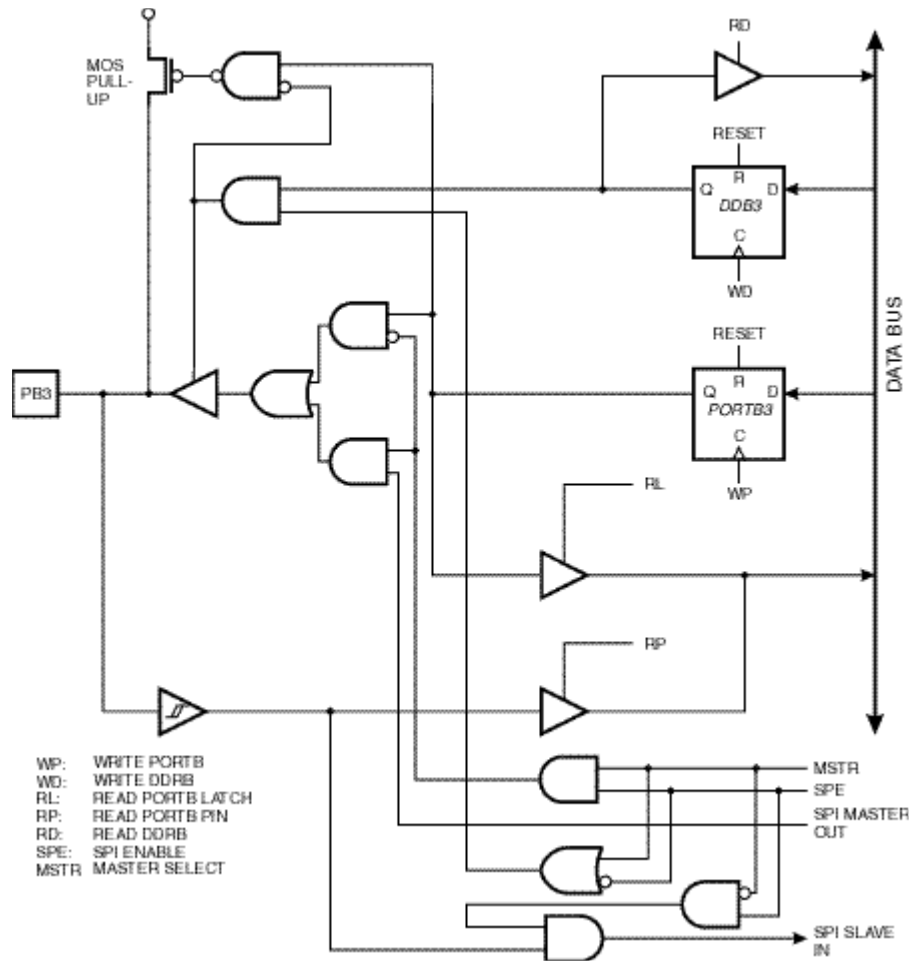 RD
MOS
PULL-
UP
RESET
R
Q
D
DDB3
C
WD
DATA BUS
RESET
R
Q
D
PORTB3
C
WP
PB3
RL
RP
WP: WRITE PORTB
WD: WRITE DDRB
RL: READ PORTB LATCH
RP: READ PORTB PIN
RD: READ DDRB
SPE: SPI ENABLE
MSTR MASTER SELECT
MSTR
SPE
SPI MASTER
OUT
SPI SLAVE
IN